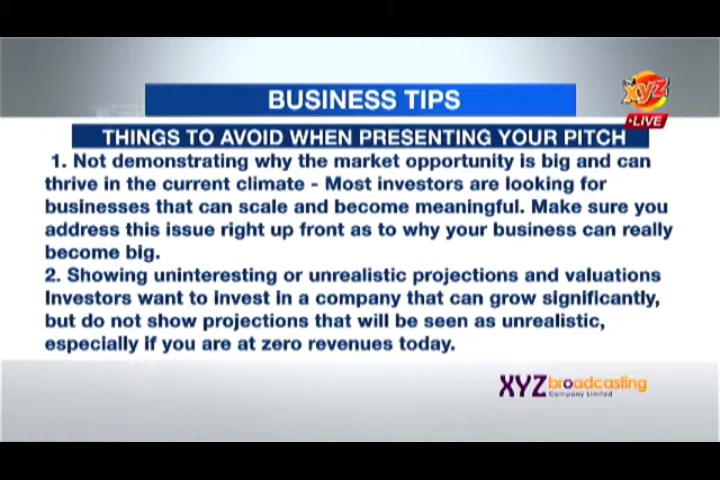 BUSINESS TIPS
xyz
LIVE
THINGS TO AVOID WHEN PRESENTING YOUR PITCH
1. Not demonstrating why the market opportunity is big and can
thrive in the current climate - Most investors are looking for
businesses that can scale and become meaningful. Make sure you
address this issue right up front as to why your business can really
become big.
2. Showing uninteresting or unrealistic projections and valuations
Investors want to invest in a company that can grow significantly,
but do not show projections that will be seen as unrealistic,
especially if you are at zero revenues today.
XYZ broadcasting
Company Limited